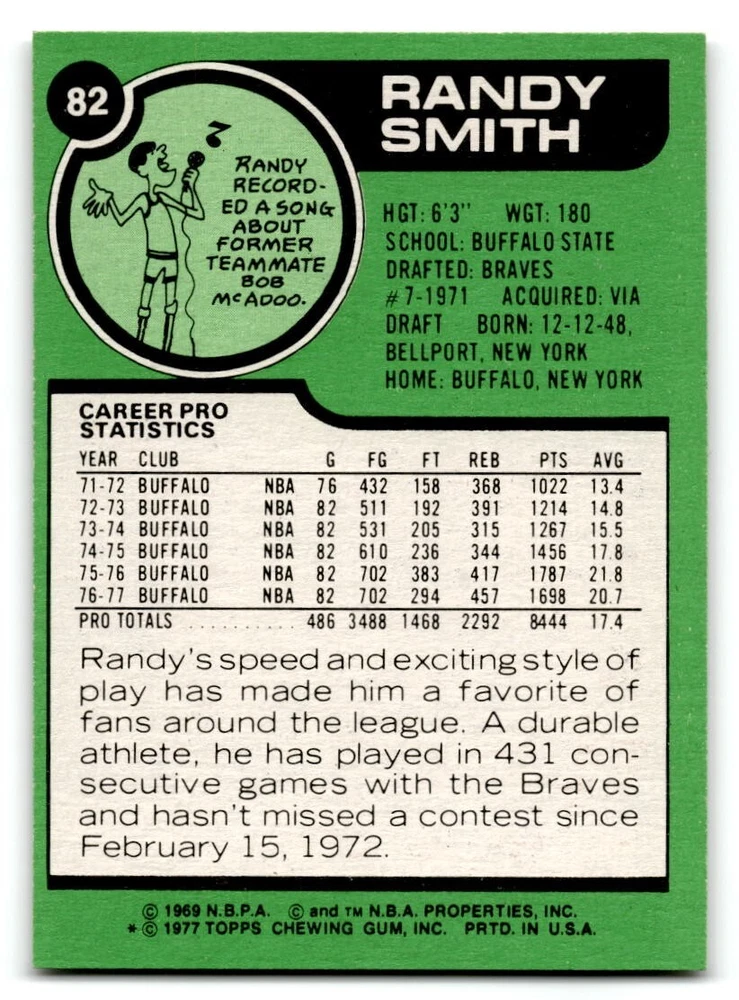 82
RANDY
SMITH
RANDY
RECORD-
ED A SONG
ABOUT
FORMER
TEAMMATE
BOB
McADOO.
HGT: 6'3" WGT: 180
SCHOOL: BUFFALO STATE
DRAFTED: BRAVES
#7-1971 ACQUIRED: VIA
DRAFT BORN: 12-12-48,
BELLPORT, NEW YORK
HOME: BUFFALO, NEW YORK
CAREER PRO
STATISTICS
YEAR CLUB G FG FT REB PTS AVG
71-72 BUFFALO NBA 76 432 158 368 1022 13.4
72-73 BUFFALO NBA 82 511 192 391 1214 14.8
73-74 BUFFALO NBA 82 531 205 315 1267 15.5
74-75 BUFFALO NBA 82 610 236 344 1456 17.8
75-76 BUFFALO NBA 82 702 383 417 1787 21.8
76-77 BUFFALO NBA 82 702 294 457 1698 20.7
PRO TOTALS .......... 486 3488 1468 2292 8444 17.4
Randy's speed and exciting style of
play has made him a favorite of
fans around the league. A durable
athlete, he has played in 431 con-
secutive games with the Braves
and hasn't missed a contest since
February 15, 1972.
© 1969 N.B.P.A. © and TM N.B.A. PROPERTIES, INC.
*© 1977 TOPPS CHEWING GUM, INC. PRTD. IN U.S.A.